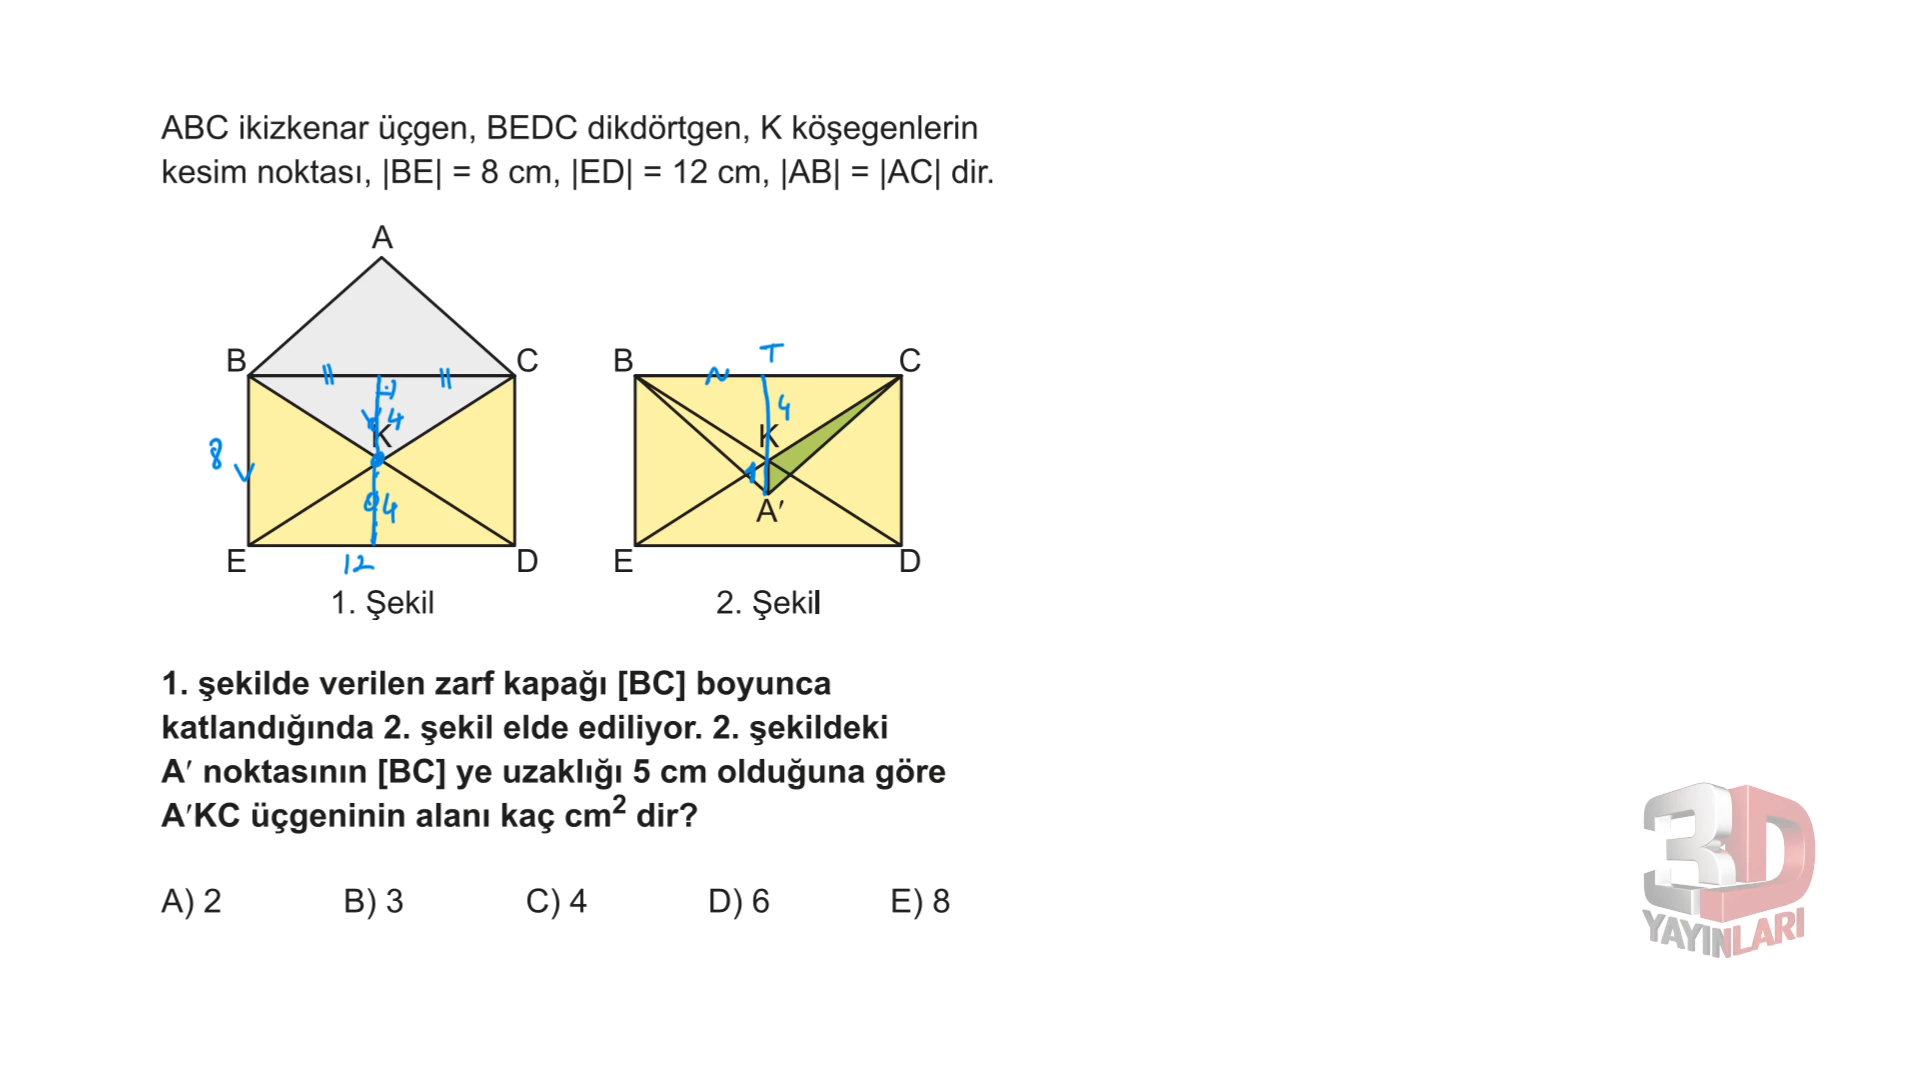 ABC ikizkenar üçgen, BEDC dikdörtgen, K köşegenlerin
kesim noktası, |BE| = 8 cm, |ED| = 12 cm, |AB| = |AC| dir.
A
B
C
4
K
8
4
E
12
D
1. Şekil
T
B
C
4
K
1
A′
E
D
2. Şekil
1. şekilde verilen zarf kapağı [BC] boyunca
katlandığında 2. şekil elde ediliyor. 2. şekildeki
A′ noktasının [BC] ye uzaklığı 5 cm olduğuna göre
A′KC üçgeninin alanı kaç cm² dir?
A) 2 B) 3 C) 4 D) 6 E) 8
3D
YAYINLARI